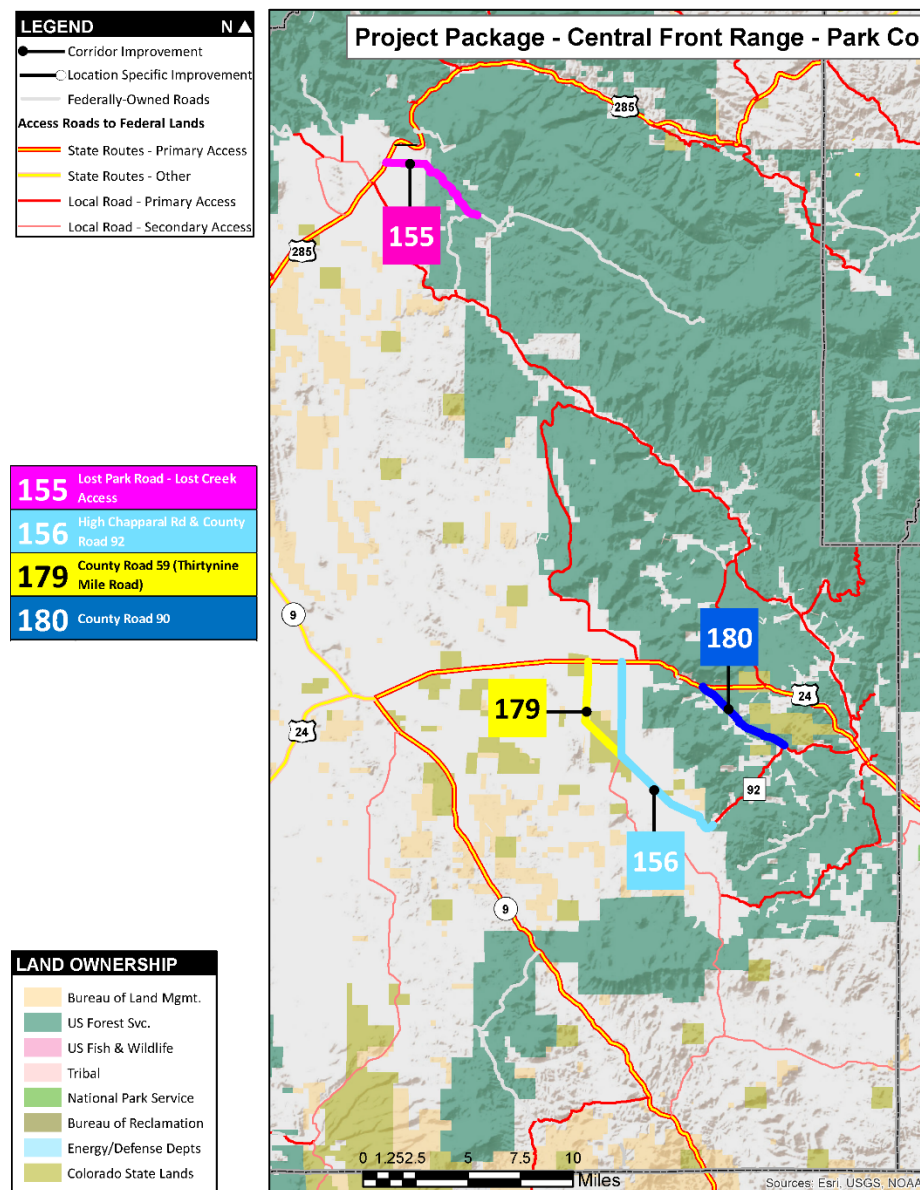 LEGEND N
Corridor Improvement
Location Specific Improvement
Federally-Owned Roads
Access Roads to Federal Lands
State Routes - Primary Access
State Routes - Other
Local Road - Primary Access
Local Road - Secondary Access
Project Package - Central Front Range - Park Co
285
155
285
155 Lost Park Road - Lost Creek
Access
156 High Chapparal Rd & County
Road 92
179 County Road 59 (Thirtynine
Mile Road)
180 County Road 90
9
180
24
179
24
92
156
9
LAND OWNERSHIP
Bureau of Land Mgmt.
US Forest Svc.
US Fish & Wildlife
Tribal
National Park Service
Bureau of Reclamation
Energy/Defense Depts
Colorado State Lands
0 1.252.5 5 7.5 10
Miles
Sources: Esri, USGS, NOAA